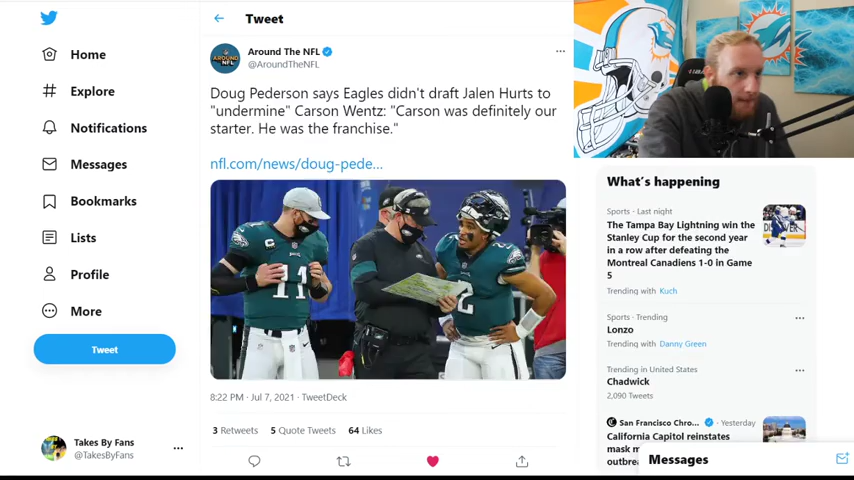 Tweet
Home
Explore
Notifications
Messages
Bookmarks
Lists
Profile
More
Tweet
Takes By Fans
@TakesByFans
Around The NFL
@AroundTheNFL
Doug Pederson says Eagles didn't draft Jalen Hurts to
"undermine" Carson Wentz: "Carson was definitely our
starter. He was the franchise."
nfl.com/news/doug-pede...
11
2
8:22 PM · Jul 7, 2021 · TweetDeck
3 Retweets 5 Quote Tweets 64 Likes
What's happening
Sports · Last night
The Tampa Bay Lightning win the
Stanley Cup for the second year
in a row after defeating the
Montreal Canadiens 1-0 in Game
5
Trending with Kuch
Sports · Trending
Lonzo
Trending with Danny Green
Trending in United States
Chadwick
2,090 Tweets
San Francisco Chro... · Yesterday
California Capitol reinstates
mask m
outbrea
Messages